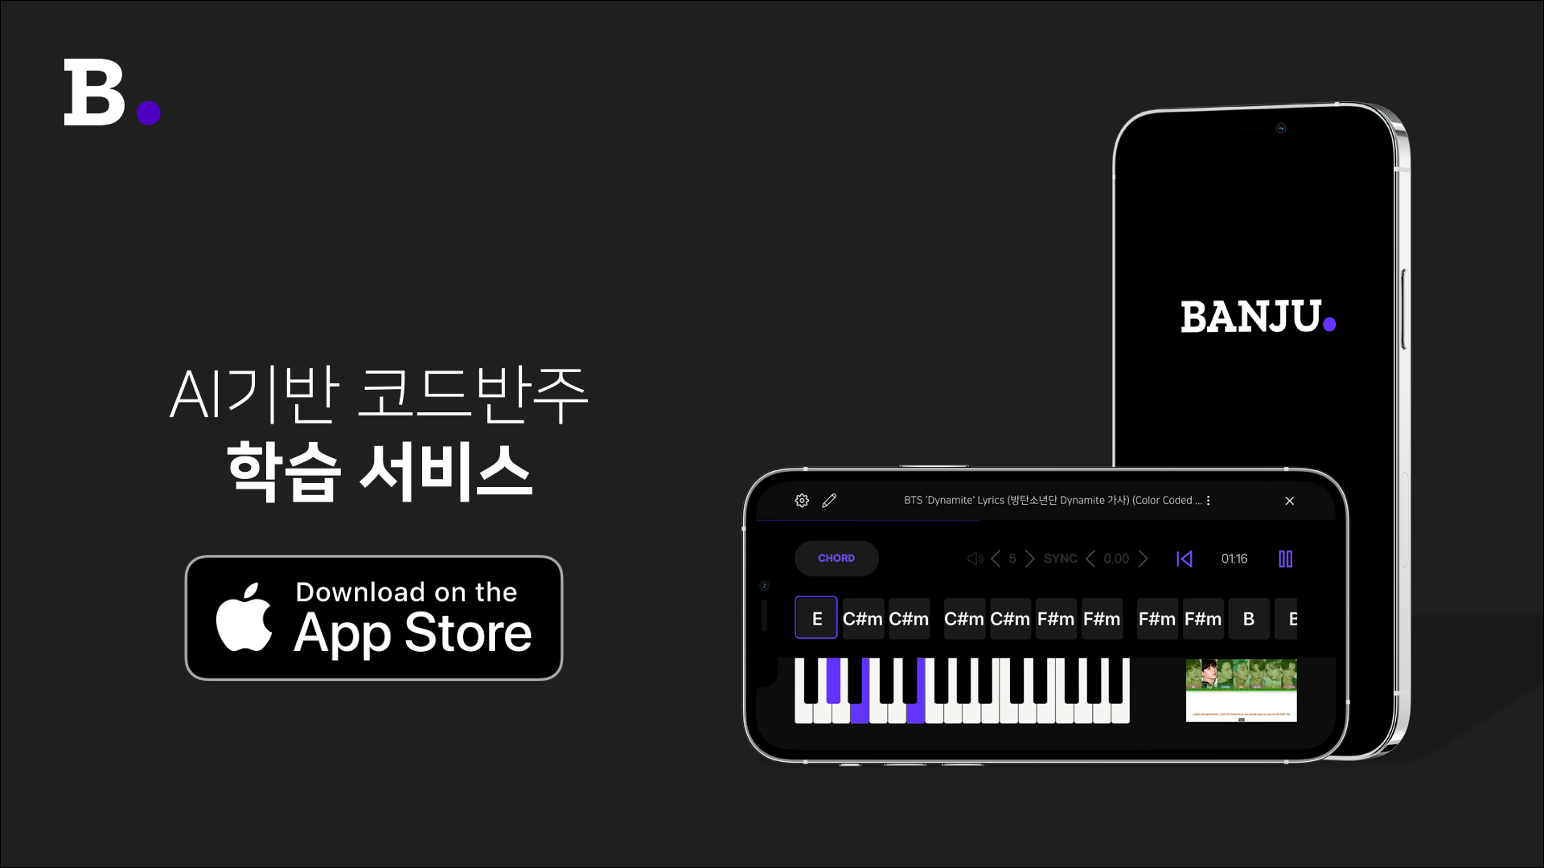 B.
AI기반 코드반주
학습 서비스
Download on the
App Store
BANJU.
BTS 'Dynamite' Lyrics (방탄소년단 Dynamite 가사) (Color Coded ...
CHORD
5
SYNC
0.00
01:16
E C#m C#m C#m C#m F#m F#m F#m F#m B B